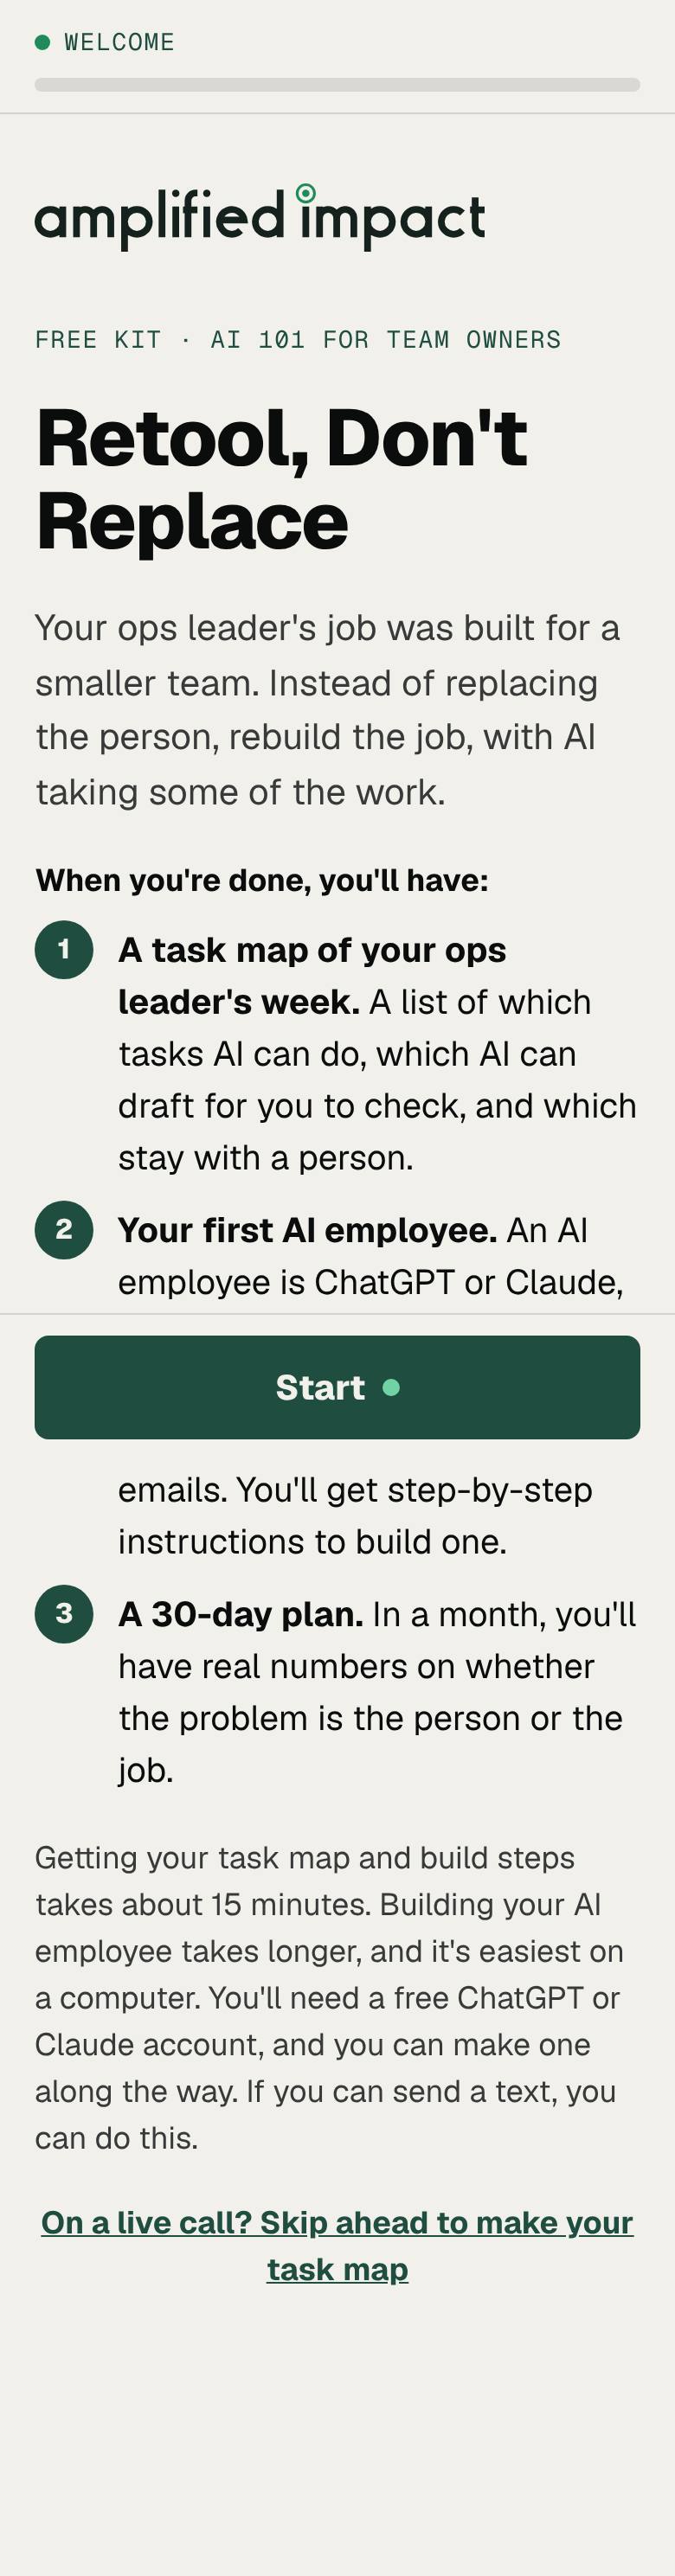 WELCOME
amplified impact
FREE KIT · AI 101 FOR TEAM OWNERS
Retool, Don't
Replace
Your ops leader's job was built for a
smaller team. Instead of replacing
the person, rebuild the job, with AI
taking some of the work.
When you're done, you'll have:
1 A task map of your ops
leader's week. A list of which
tasks AI can do, which AI can
draft for you to check, and which
stay with a person.
2 Your first AI employee. An AI
employee is ChatGPT or Claude,
Start
emails. You'll get step-by-step
instructions to build one.
3 A 30-day plan. In a month, you'll
have real numbers on whether
the problem is the person or the
job.
Getting your task map and build steps
takes about 15 minutes. Building your AI
employee takes longer, and it's easiest on
a computer. You'll need a free ChatGPT or
Claude account, and you can make one
along the way. If you can send a text, you
can do this.
On a live call? Skip ahead to make your
task map